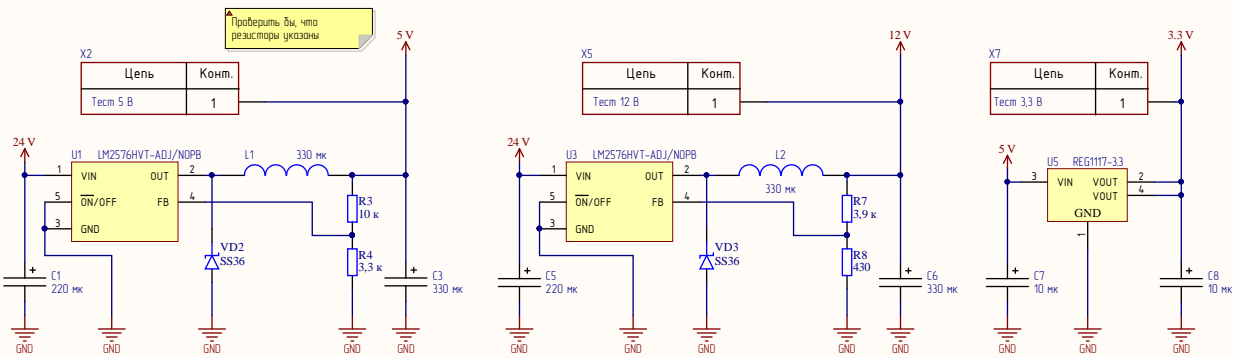 Проверить бы, что
резисторы указаны
5 V
X2
Цепь Конт.
Тест 5 В 1
24 V
U1 LM2576HVT-ADJ/NOPB
1 VIN OUT 2
5 ON/OFF FB 4
3 GND
L1 330 мк
R3
10 к
R4
3,3 к
VD2
SS36
C1
220 мк
C3
330 мк
GND
GND
GND
GND
GND
12 V
X5
Цепь Конт.
Тест 12 В 1
24 V
U3 LM2576HVT-ADJ/NOPB
1 VIN OUT 2
5 ON/OFF FB 4
3 GND
L2
330 мк
R7
3,9 к
R8
430
VD3
SS36
C5
220 мк
C6
330 мк
GND
GND
GND
GND
GND
3.3 V
X7
Цепь Конт.
Тест 3,3 В 1
5 V
U5 REG1117-3.3
3 VIN VOUT 2
VOUT 4
GND
1
C7
10 мк
C8
10 мк
GND
GND
GND